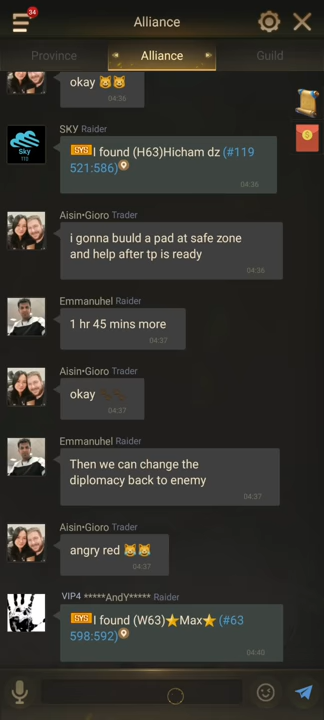 34
Alliance
Province
Alliance
Guild
okay 😹😹
04:36
SKY Raider
SYS I found (H63)Hicham dz (#119
521:586)
04:36
Sky
Aisin•Gioro Trader
i gonna buuld a pad at safe zone
and help after tp is ready
04:36
Emmanuhel Raider
1 hr 45 mins more
04:37
Aisin•Gioro Trader
okay
04:37
Emmanuhel Raider
Then we can change the
diplomacy back to enemy
04:37
Aisin•Gioro Trader
angry red 😹😹
04:37
VIP4 *****AndY***** Raider
SYS I found (W63)⭐Max⭐ (#63
598:592)
04:40